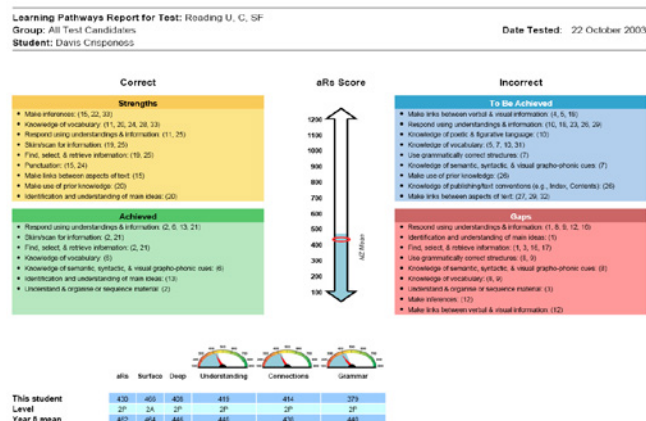 Learning Pathways Report for Test: Reading U, C, SF
Group: All Test Candidates
Date Tested: 22 October 2003
Student: Davis Crisponess
Correct
aRs Score
Incorrect
Strengths
• Make inferences: (15, 22, 33)
• Knowledge of vocabulary: (11, 20, 24, 28, 33)
• Respond using understandings & information: (11, 25)
• Skim/scan for information: (19, 25)
• Find, select, & retrieve information: (19, 25)
• Punctuation: (15, 24)
• Make links between aspects of text: (15)
• Make use of prior knowledge: (20)
• Identification and understanding of main ideas: (20)
Achieved
• Respond using understandings & information: (2, 6, 13, 21)
• Skim/scan for information: (2, 21)
• Find, select, & retrieve information: (2, 21)
• Knowledge of vocabulary: (6)
• Knowledge of semantic, syntactic, & visual grapho-phonic cues: (6)
• Identification and understanding of main ideas: (13)
• Understand & organise or sequence material: (2)
1200
1100
1000
900
800
700
600
500
400
300
200
100
NZ Mean
To Be Achieved
• Make links between verbal & visual information: (4, 5, 18)
• Respond using understandings & information: (10, 18, 23, 26, 29)
• Knowledge of poetic & figurative language: (10)
• Knowledge of vocabulary: (5, 7, 10, 31)
• Use grammatically correct structures: (7)
• Knowledge of semantic, syntactic, & visual grapho-phonic cues: (7)
• Make use of prior knowledge: (26)
• Knowledge of publishing/text conventions (e.g., Index, Contents): (26)
• Make links between aspects of text: (27, 29, 32)
Gaps
• Respond using understandings & information: (1, 8, 9, 12, 16)
• Identification and understanding of main ideas: (1)
• Find, select, & retrieve information: (1, 3, 16, 17)
• Use grammatically correct structures: (8, 9)
• Knowledge of semantic, syntactic, & visual grapho-phonic cues: (8)
• Knowledge of vocabulary: (8, 9)
• Understand & organise or sequence material: (3)
• Make inferences: (12)
• Make links between verbal & visual information: (12)
aRs Surface Deep Understanding Connections Grammar
This student 430 466 408 419 414 379
Level 2P 2A 2P 2P 2P 2P
Year 5 mean 452 464 446 448 436 448